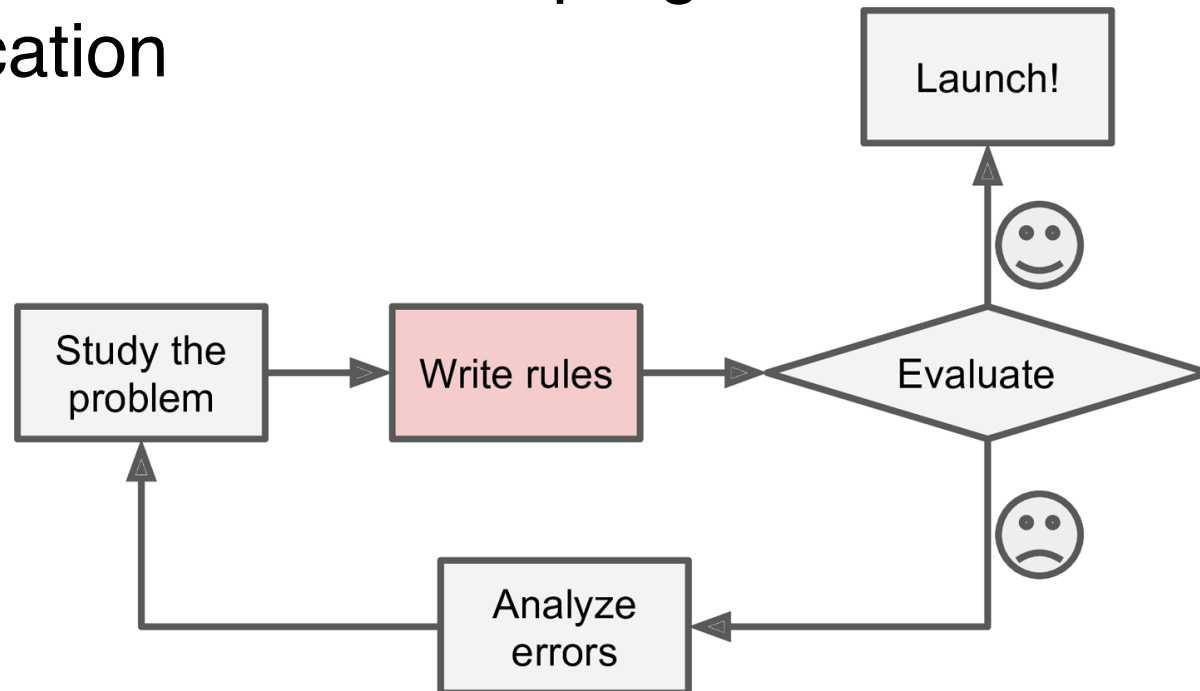 cation
Launch!
Study the
problem
Write rules
Evaluate
Analyze
errors